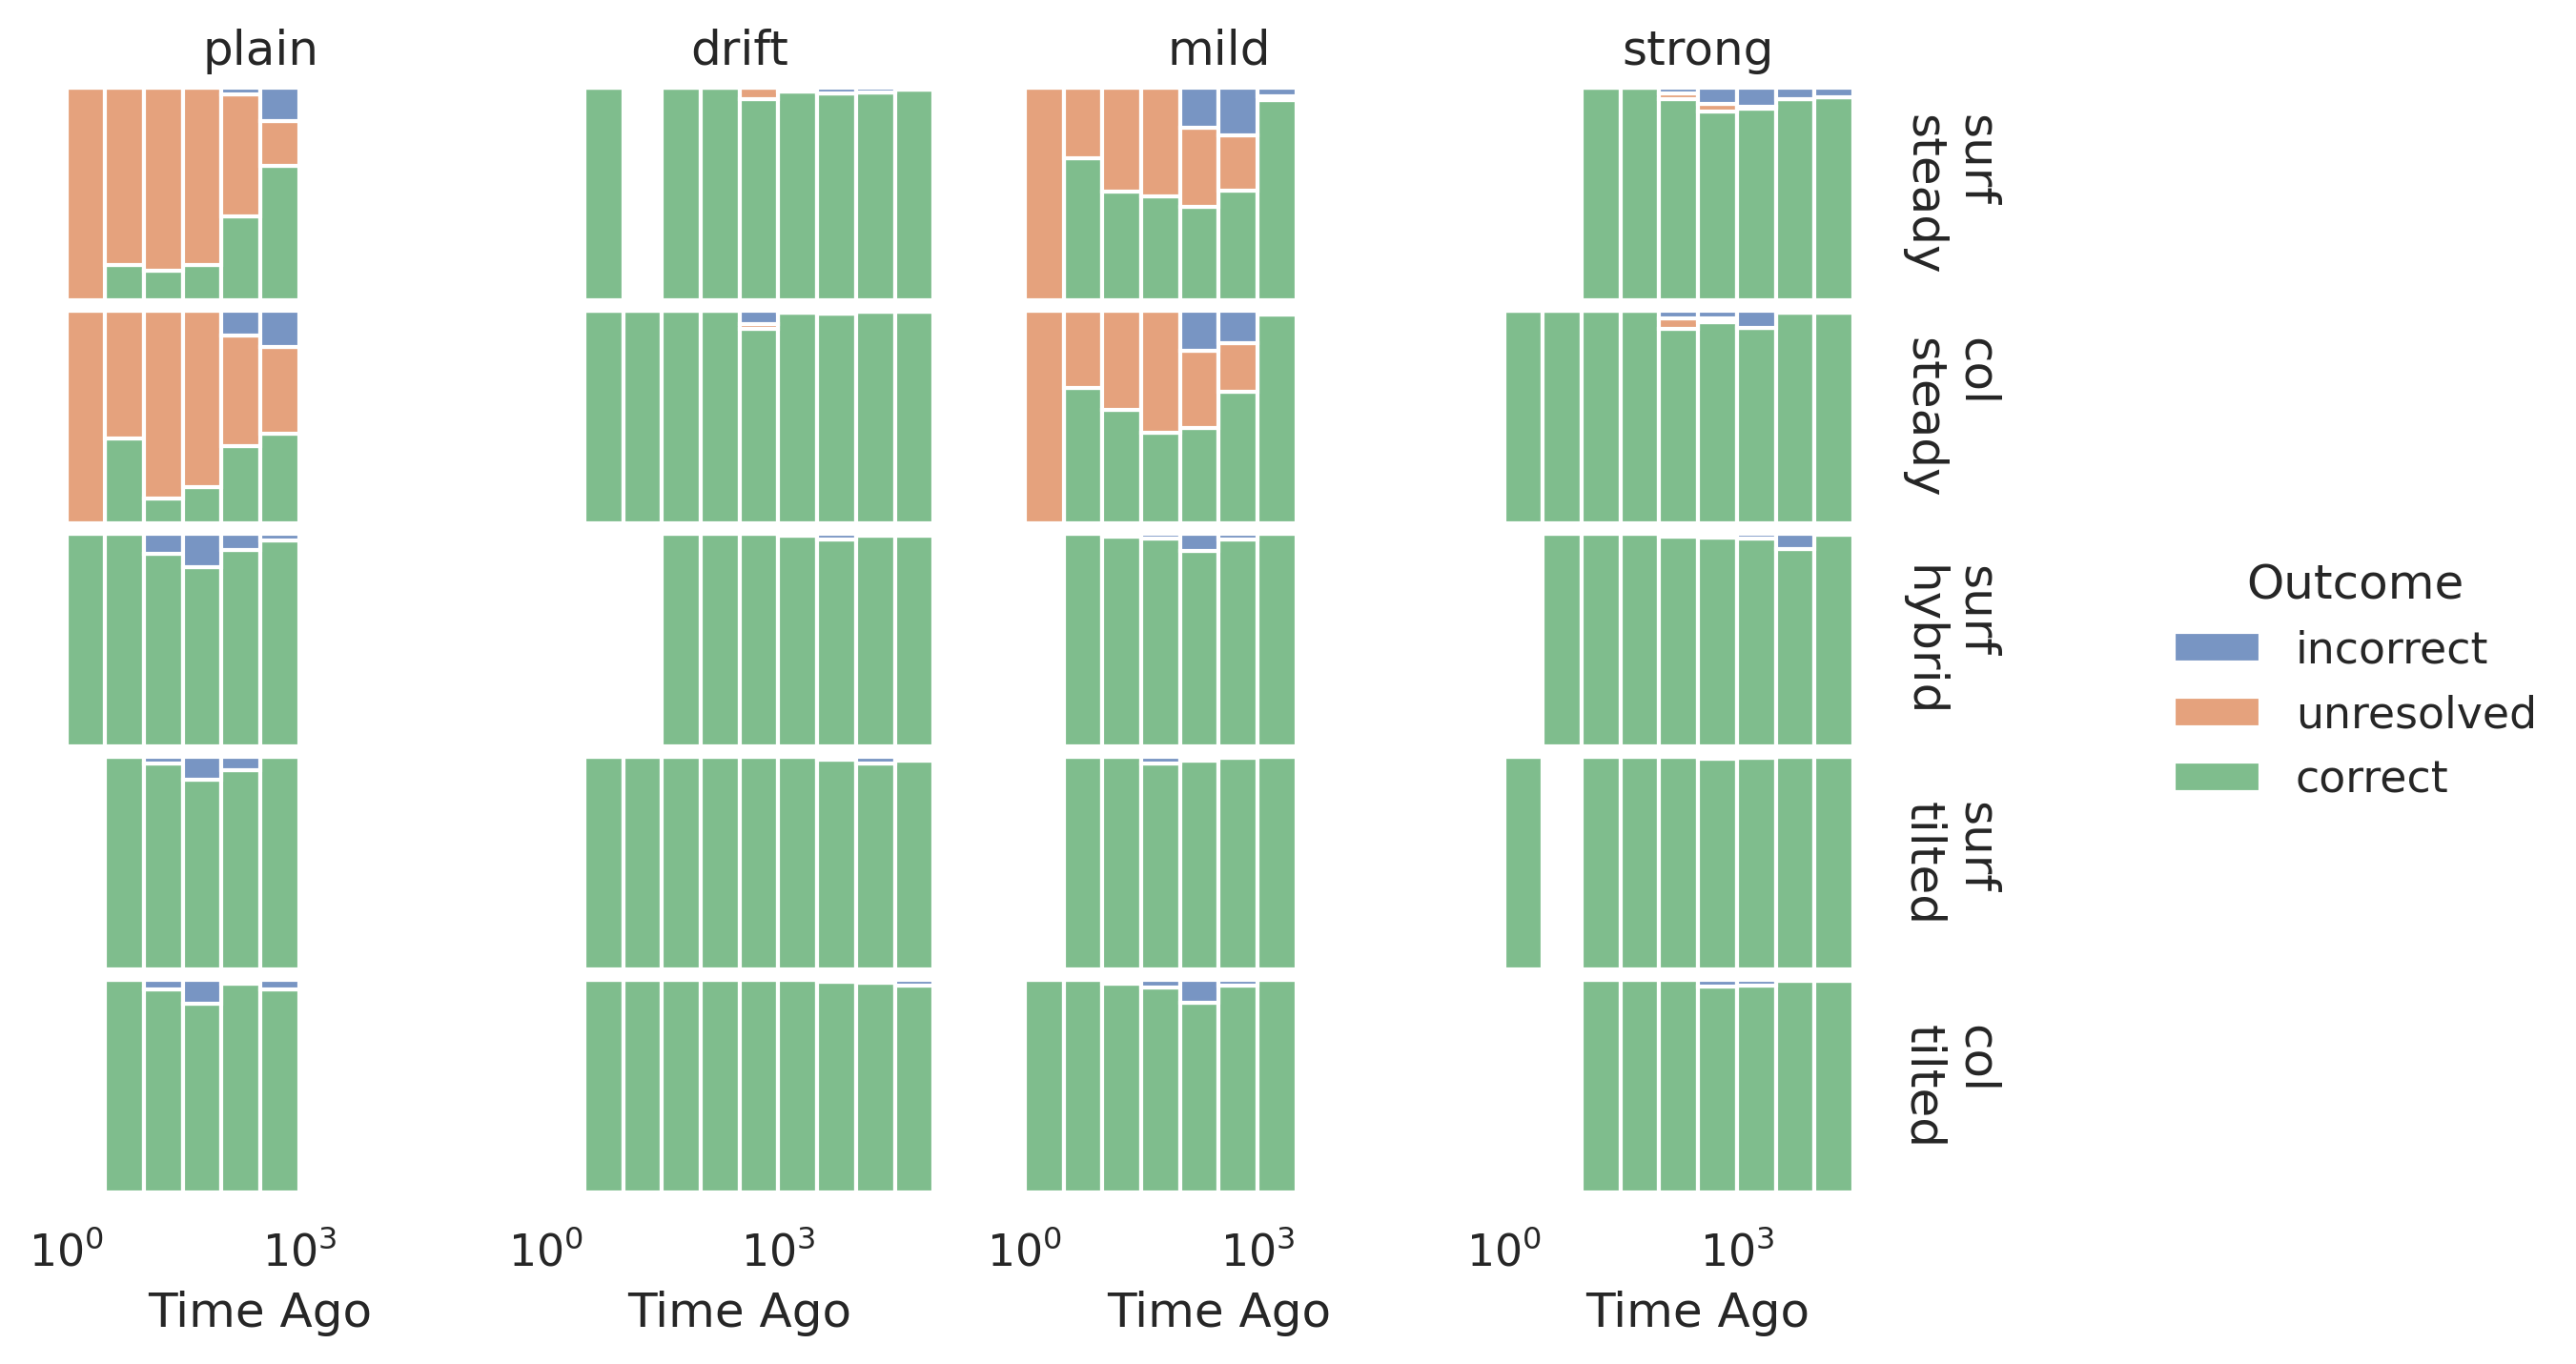 plain
drift
mild
strong
surf
steady
col
steady
surf
hybrid
surf
tilted
col
tilted
Outcome
incorrect
unresolved
correct
10⁰
10³
10⁰
10³
10⁰
10³
10⁰
10³
Time Ago
Time Ago
Time Ago
Time Ago